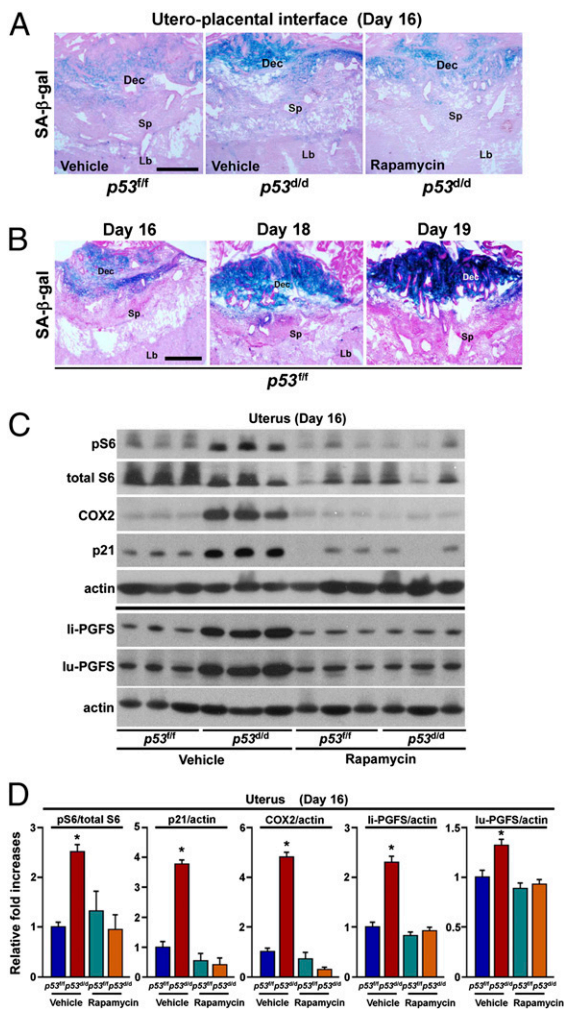 A
Utero-placental interface (Day 16)
SA-β-gal
Dec
Sp
Lb
Vehicle
Dec
Sp
Lb
Vehicle
Dec
Sp
Lb
Rapamycin
p53f/f
p53d/d
p53d/d
B
Day 16
Day 18
Day 19
SA-β-gal
Dec
Sp
Lb
Dec
Sp
Lb
Dec
Sp
p53f/f
C
Uterus (Day 16)
pS6
total S6
COX2
p21
actin
li-PGFS
lu-PGFS
actin
p53f/f
p53d/d
p53f/f
p53d/d
Vehicle
Rapamycin
D
Uterus (Day 16)
Relative fold increases
pS6/total S6
3
2
1
0
*
p53f/f p53d/d p53f/f p53d/d
Vehicle Rapamycin
p21/actin
5
4
3
2
1
0
*
p53f/f p53d/d p53f/f p53d/d
Vehicle Rapamycin
COX2/actin
6
4
2
0
*
p53f/f p53d/d p53f/f p53d/d
Vehicle Rapamycin
li-PGFS/actin
3
2
1
0
*
p53f/f p53d/d p53f/f p53d/d
Vehicle Rapamycin
lu-PGFS/actin
1.5
1
0.5
0
*
p53f/f p53d/d p53f/f p53d/d
Vehicle Rapamycin